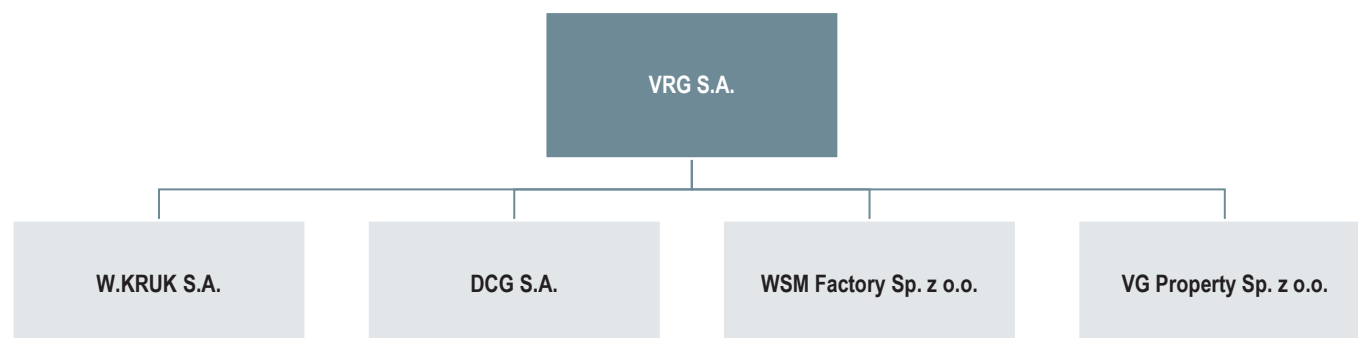 VRG S.A.
W.KRUK S.A.
DCG S.A.
WSM Factory Sp. z o.o.
VG Property Sp. z o.o.